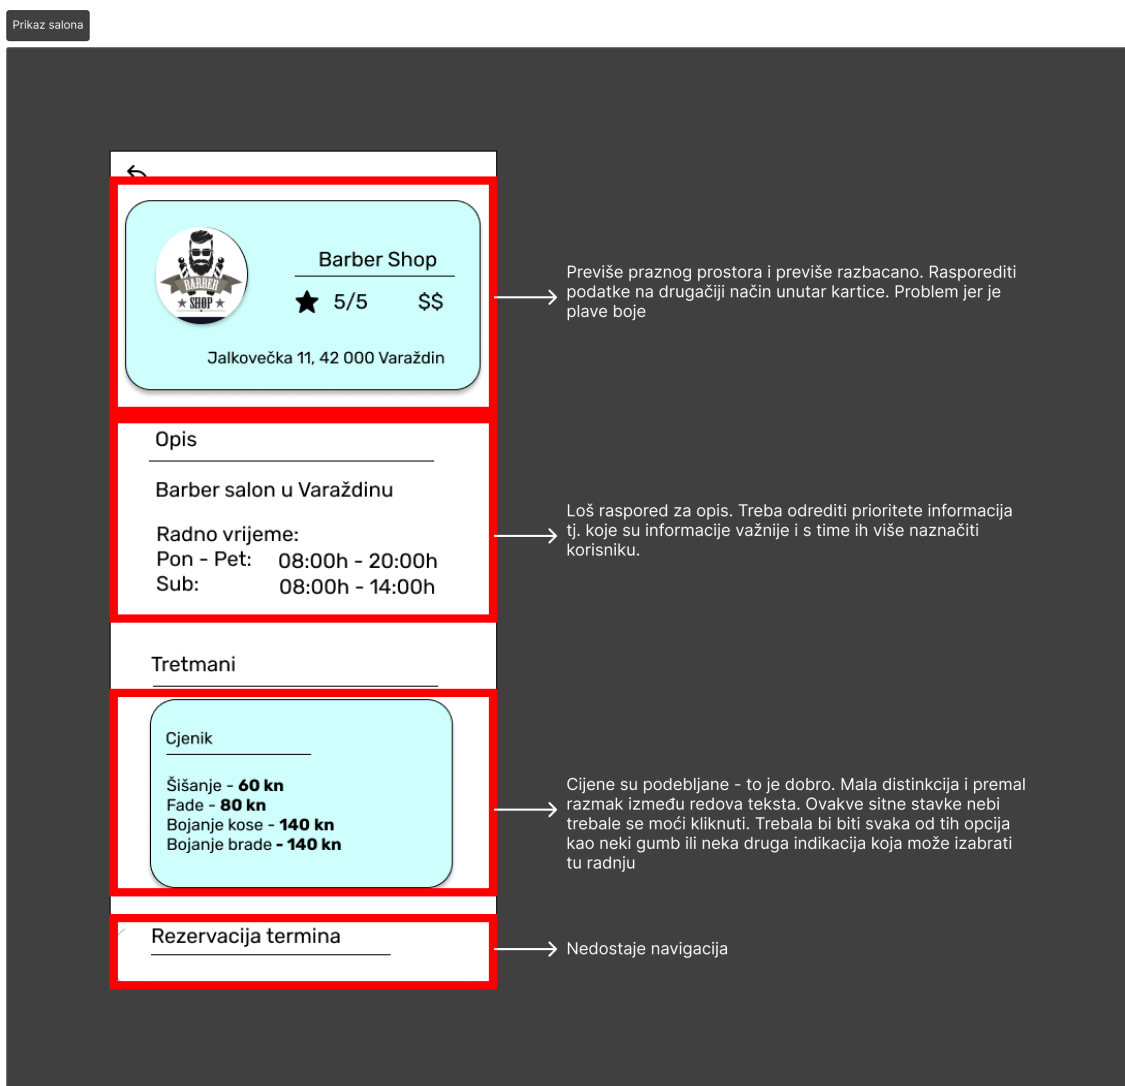 Prikaz salona
BARBER
SHOP
Barber Shop
5/5 $$
Jalkovečka 11, 42 000 Varaždin
Previše praznog prostora i previše razbacano. Rasporediti
podatke na drugačiji način unutar kartice. Problem jer je
plave boje
Opis
Barber salon u Varaždinu
Radno vrijeme:
Pon - Pet: 08:00h - 20:00h
Sub: 08:00h - 14:00h
Loš raspored za opis. Treba odrediti prioritete informacija
tj. koje su informacije važnije i s time ih više naznačiti
korisniku.
Tretmani
Cjenik
Šišanje - 60 kn
Fade - 80 kn
Bojanje kose - 140 kn
Bojanje brade - 140 kn
Cijene su podebljane - to je dobro. Mala distinkcija i premal
razmak između redova teksta. Ovakve sitne stavke nebi
trebale se moći kliknuti. Trebala bi biti svaka od tih opcija
kao neki gumb ili neka druga indikacija koja može izabrati
tu radnju
Rezervacija termina
Nedostaje navigacija